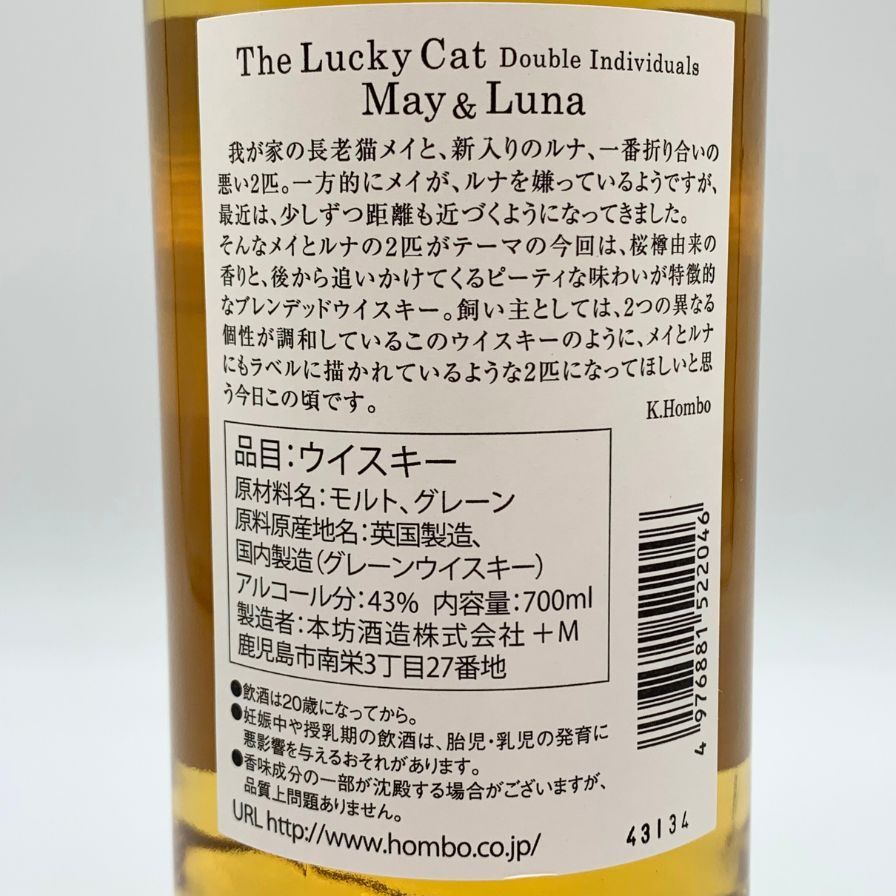 The Lucky Cat Double Individuals
May & Luna
我が家の長老猫メイと、新入りのルナ、一番折り合いの
悪い2匹。一方的にメイが、ルナを嫌っているようですが、
最近は、少しずつ距離も近づくようになってきました。
そんなメイとルナの2匹がテーマの今回は、桜樽由来の
香りと、後から追いかけてくるピーティな味わいが特徴的
なブレンデッドウイスキー。飼い主としては、2つの異なる
個性が調和しているこのウイスキーのように、メイとルナ
にもラベルに描かれているような2匹になってほしいと思
う今日この頃です。
K.Hombo
品目:ウイスキー
原材料名:モルト、グレーン
原料原産地名:英国製造、
国内製造(グレーンウイスキー)
アルコール分:43% 内容量:700ml
製造者:本坊酒造株式会社 +M
鹿児島市南栄3丁目27番地
●飲酒は20歳になってから。
●妊娠中や授乳期の飲酒は、胎児・乳児の発育に
悪影響を与えるおそれがあります。
●香味成分の一部が沈殿する場合がございますが、
品質上問題ありません。
URL http://www.hombo.co.jp/
4 976881 522046
43134